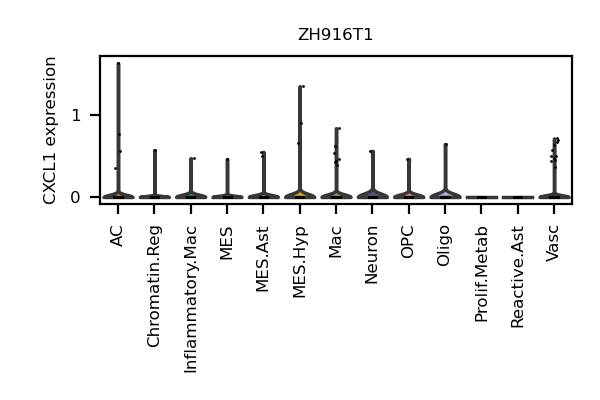 ZH916T1
CXCL1 expression
1
0
AC
Chromatin.Reg
Inflammatory.Mac
MES
MES.Ast
MES.Hyp
Mac
Neuron
OPC
Oligo
Prolif.Metab
Reactive.Ast
Vasc